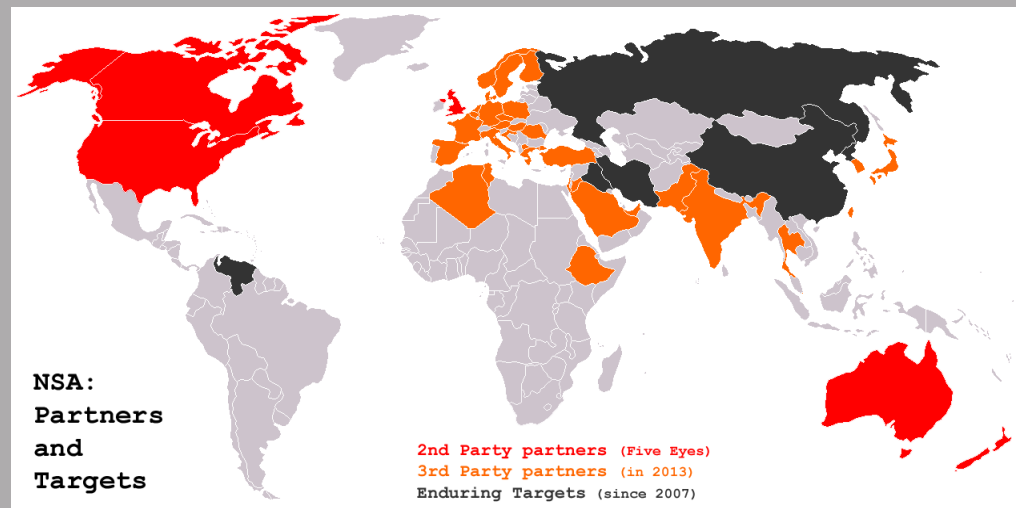 NSA:
Partners
and
Targets
2nd Party partners (Five Eyes)
3rd Party partners (in 2013)
Enduring Targets (since 2007)